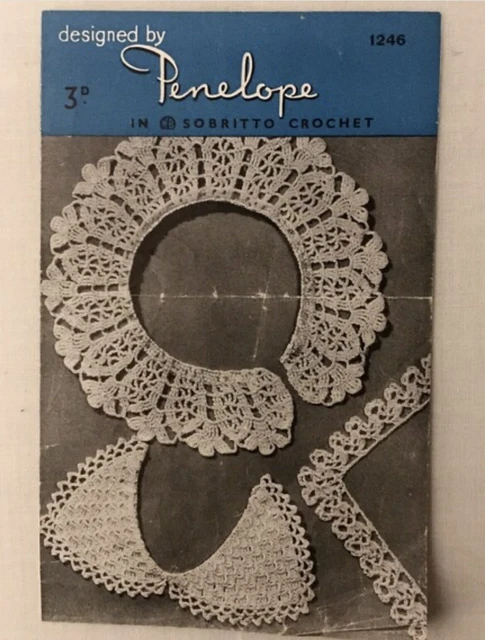 designed by
1246
Penelope
3D.
IN SOBRITTO CROCHET